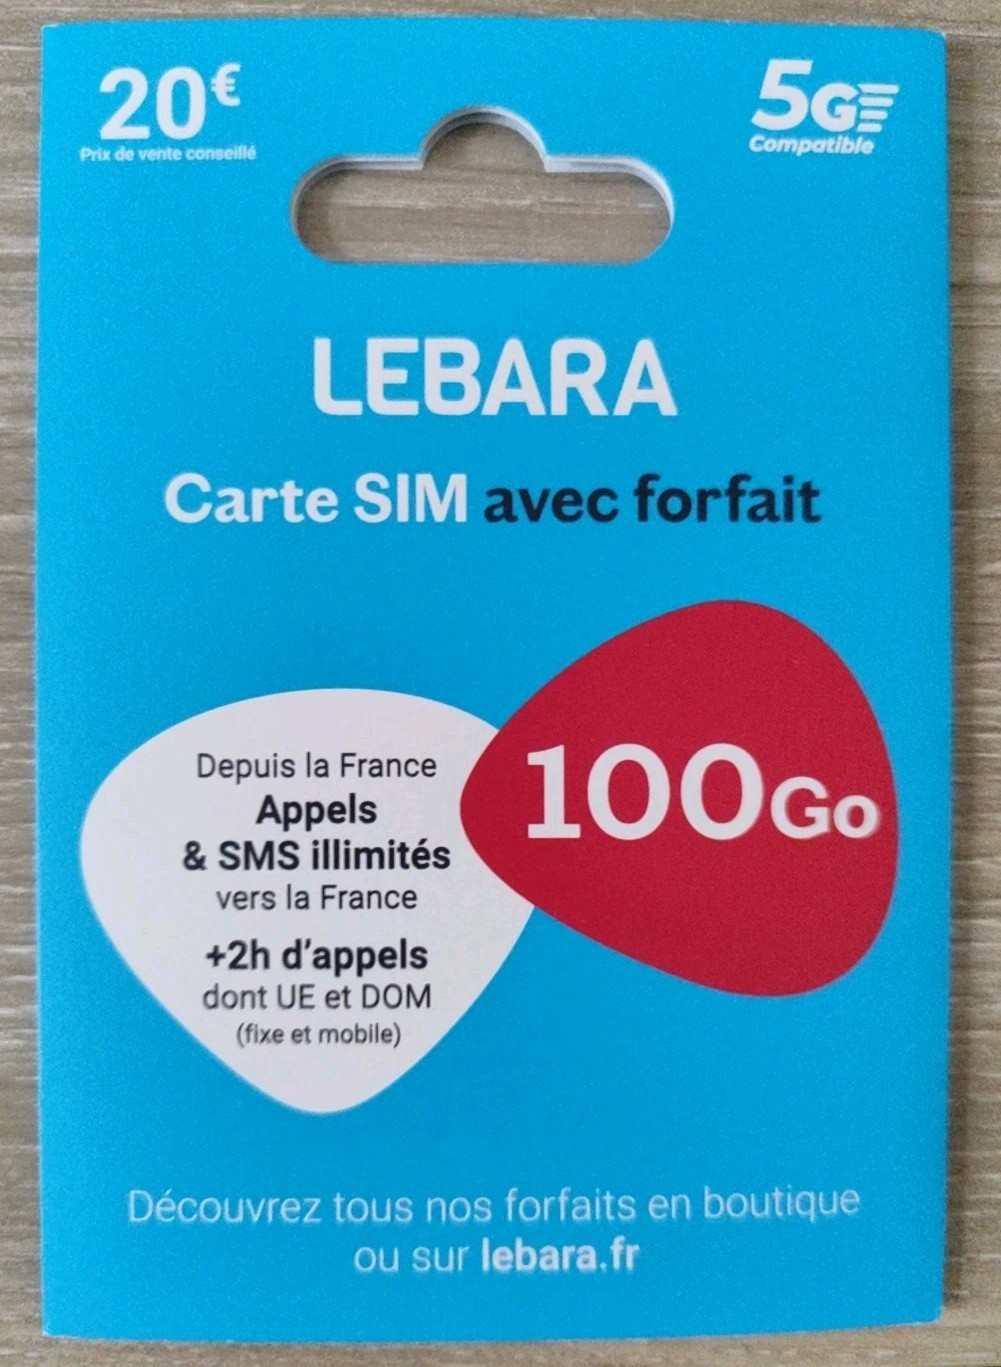 20€
Prix de vente conseillé
5G
Compatible
LEBARA
Carte SIM avec forfait
Depuis la France
Appels
& SMS illimités
vers la France
+2h d'appels
dont UE et DOM
(fixe et mobile)
100Go
Découvrez tous nos forfaits en boutique
ou sur lebara.fr